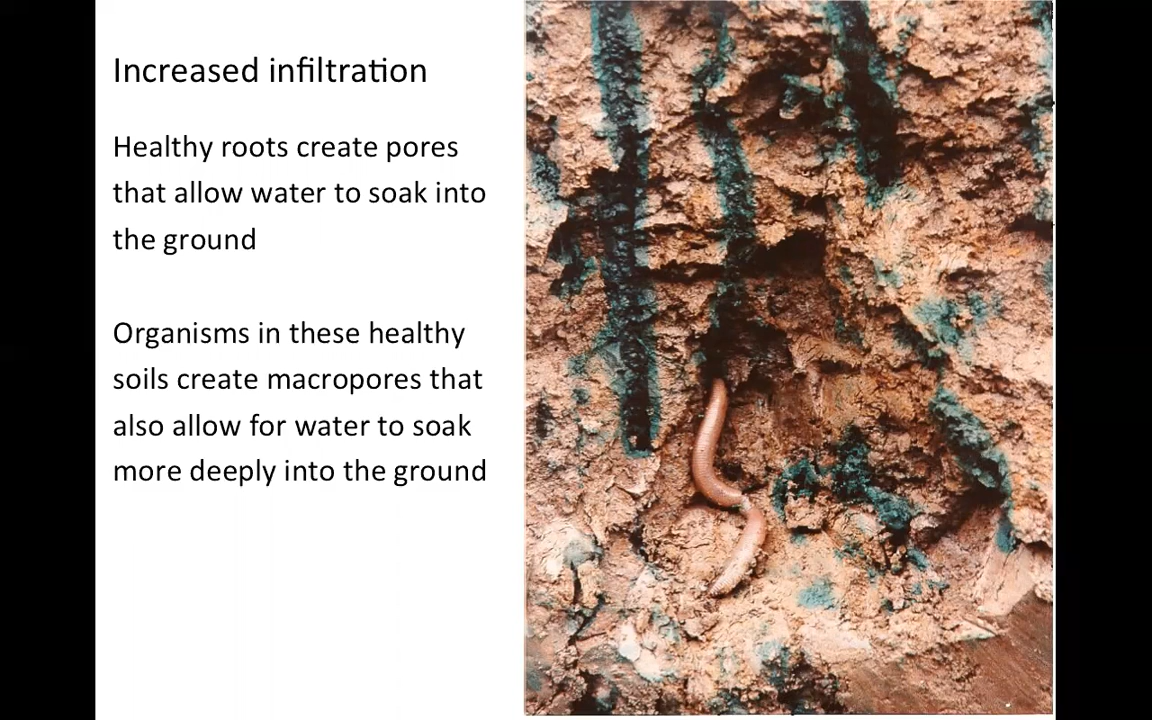 Increased infiltration
Healthy roots create pores
that allow water to soak into
the ground
Organisms in these healthy
soils create macropores that
also allow for water to soak
more deeply into the ground